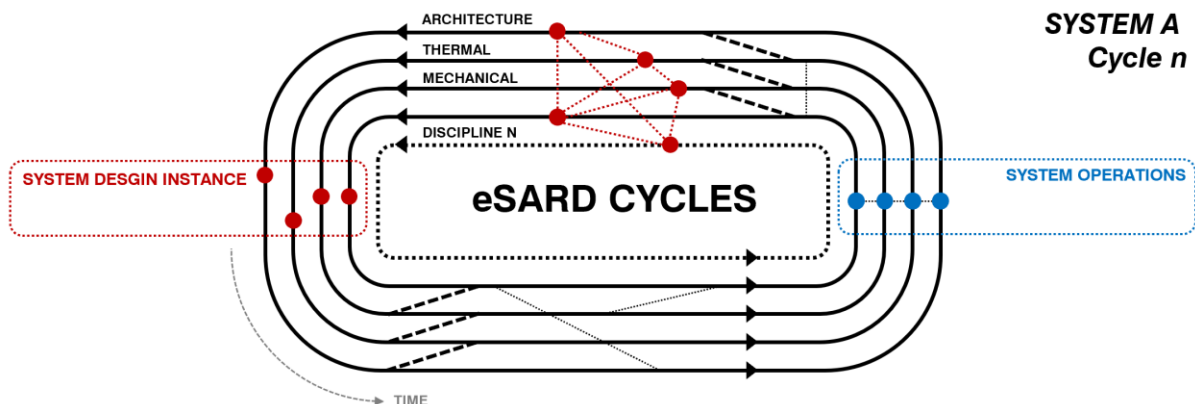 ARCHITECTURE
SYSTEM A
Cycle n
THERMAL
MECHANICAL
DISCIPLINE N
SYSTEM DESGIN INSTANCE
SYSTEM OPERATIONS
eSARD CYCLES
TIME